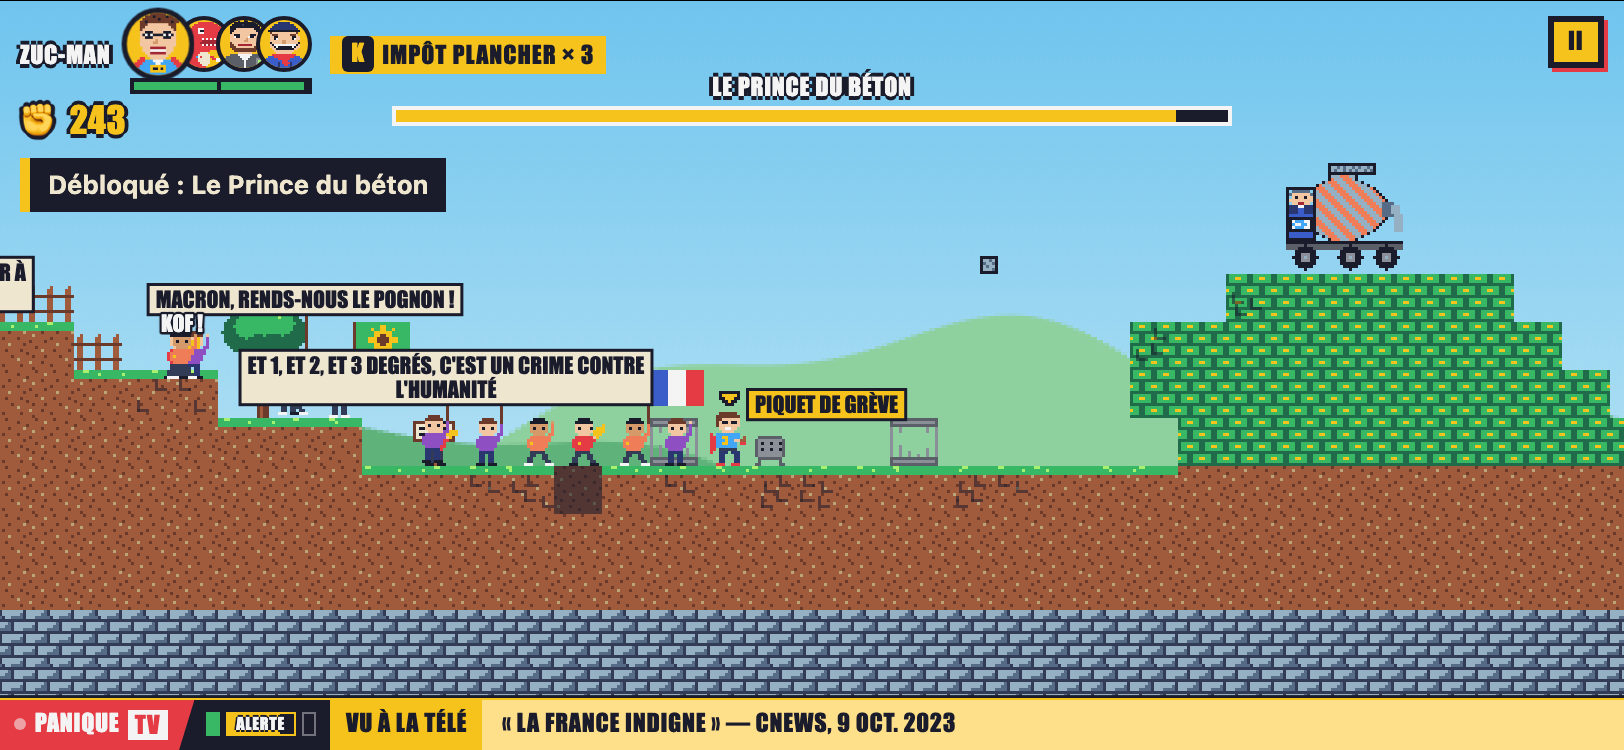 ZUC-MAN
K IMPÔT PLANCHER × 3
LE PRINCE DU BÉTON
243
Débloqué : Le Prince du béton
R À
MACRON, RENDS-NOUS LE POGNON !
KOF !
ET 1, ET 2, ET 3 DEGRÉS, C'EST UN CRIME CONTRE
L'HUMANITÉ
PIQUET DE GRÈVE
PANIQUE TV
ALERTE
VU À LA TÉLÉ
« LA FRANCE INDIGNE » — CNEWS, 9 OCT. 2023